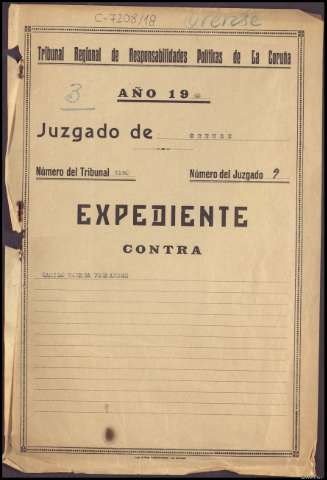 C-7208/18
Orense
Tribunal Regional de Responsabilidades Políticas de La Coruña
3
AÑO 19
Juzgado de ORENSE
Número del Tribunal
Número del Juzgado 9
EXPEDIENTE
CONTRA